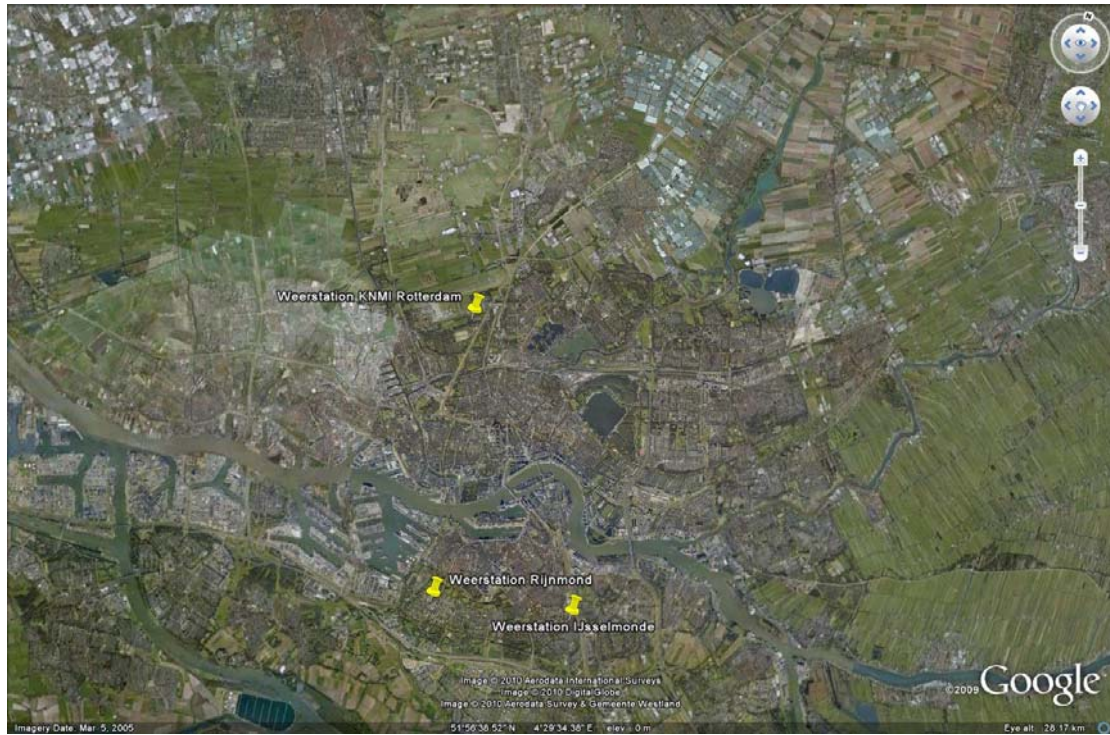 Weerstation KNMI Rotterdam
Weerstation Rijnmond
Weerstation IJsselmonde
Image © 2010 Aerodata International Surveys
Image © 2010 DigitalGlobe
Image © 2010 Aerodata Survey & Gemeente Westland
©2009 Google
Imagery Date: Mar 5, 2005 51°56'38.52" N 4°29'34.38" E elev 0 m Eye alt 28.17 km